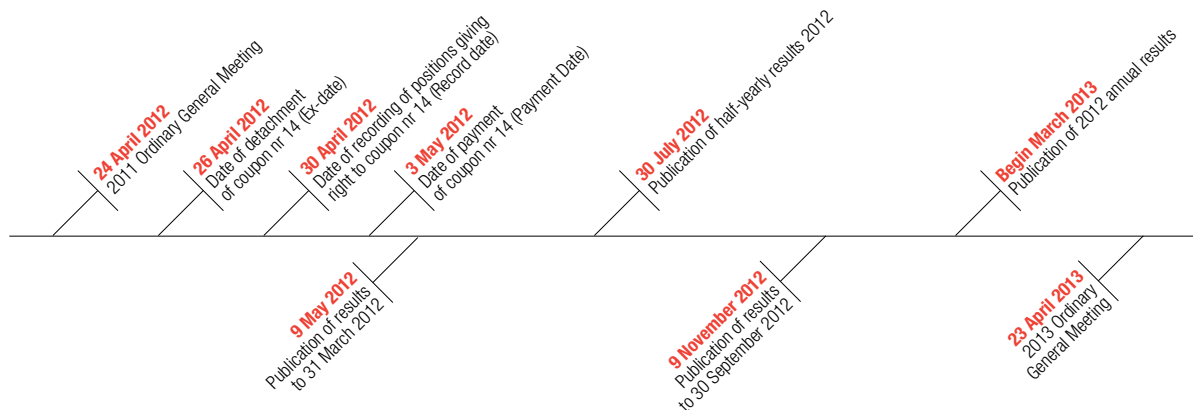 24 April 2012
2011 Ordinary General Meeting
26 April 2012
Date of detachment
of coupon nr 14 (Ex-date)
30 April 2012
Date of recording of positions giving
right to coupon nr 14 (Record date)
3 May 2012
Date of payment
of coupon nr 14 (Payment Date)
9 May 2012
Publication of results
to 31 March 2012
30 July 2012
Publication of half-yearly results 2012
9 November 2012
Publication of results
to 30 September 2012
Begin March 2013
Publication of 2012 annual results
23 April 2013
2013 Ordinary
General Meeting